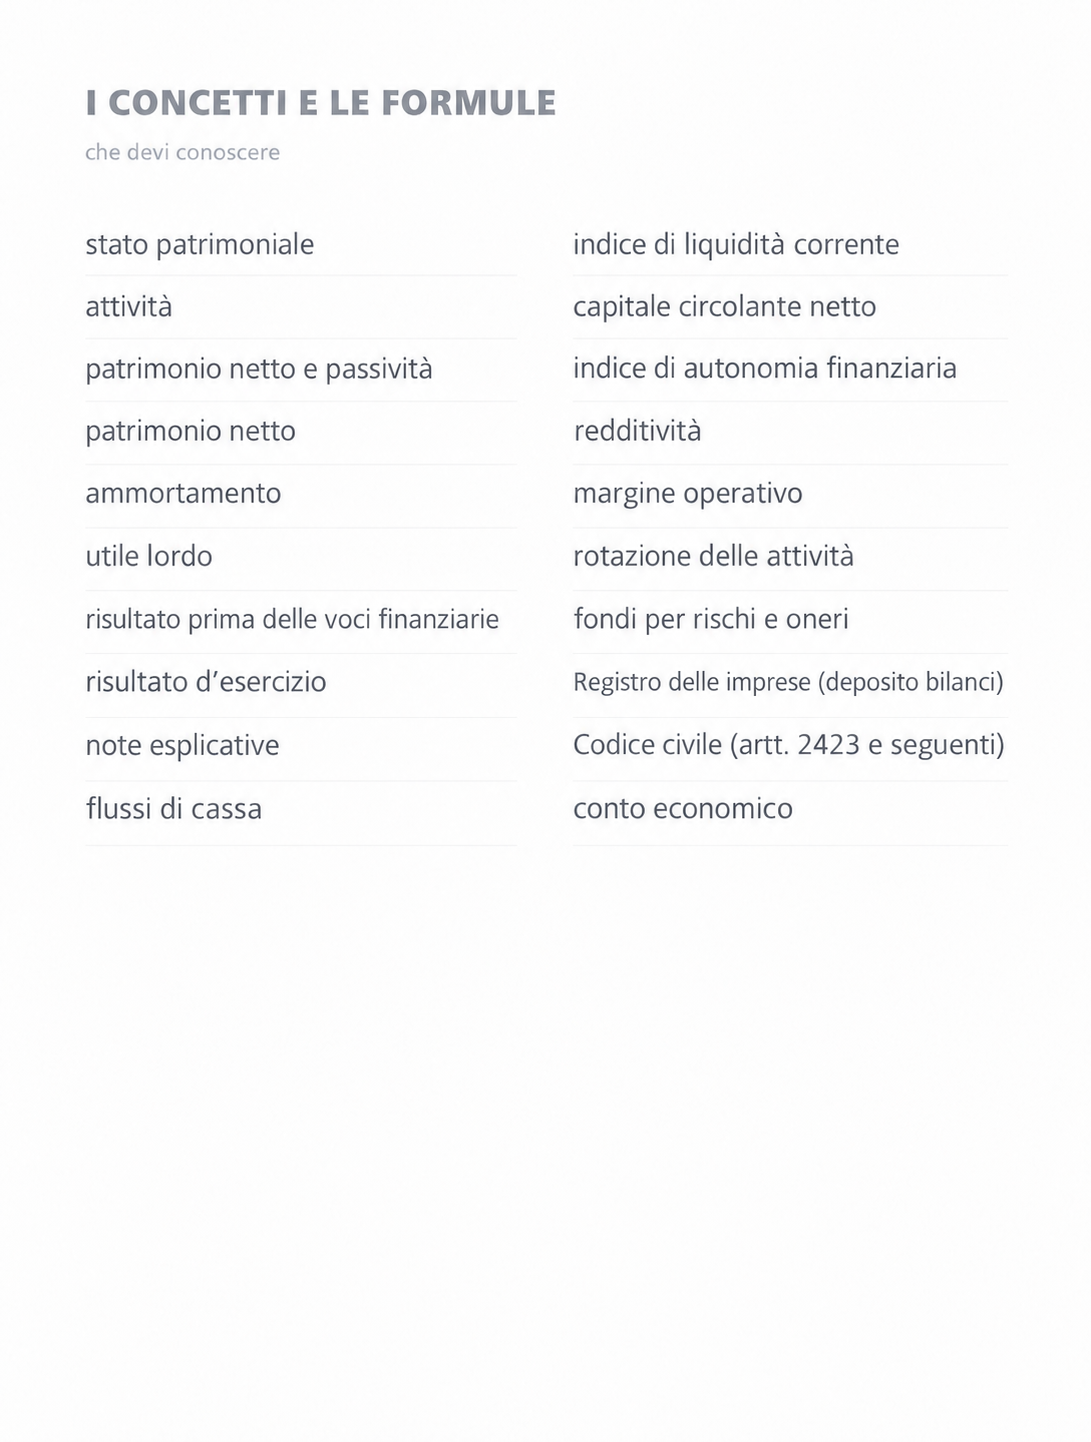 I CONCETTI E LE FORMULE
che devi conoscere
stato patrimoniale
attività
patrimonio netto e passività
patrimonio netto
ammortamento
utile lordo
risultato prima delle voci finanziarie
risultato d’esercizio
note esplicative
flussi di cassa
indice di liquidità corrente
capitale circolante netto
indice di autonomia finanziaria
redditività
margine operativo
rotazione delle attività
fondi per rischi e oneri
Registro delle imprese (deposito bilanci)
Codice civile (artt. 2423 e seguenti)
conto economico